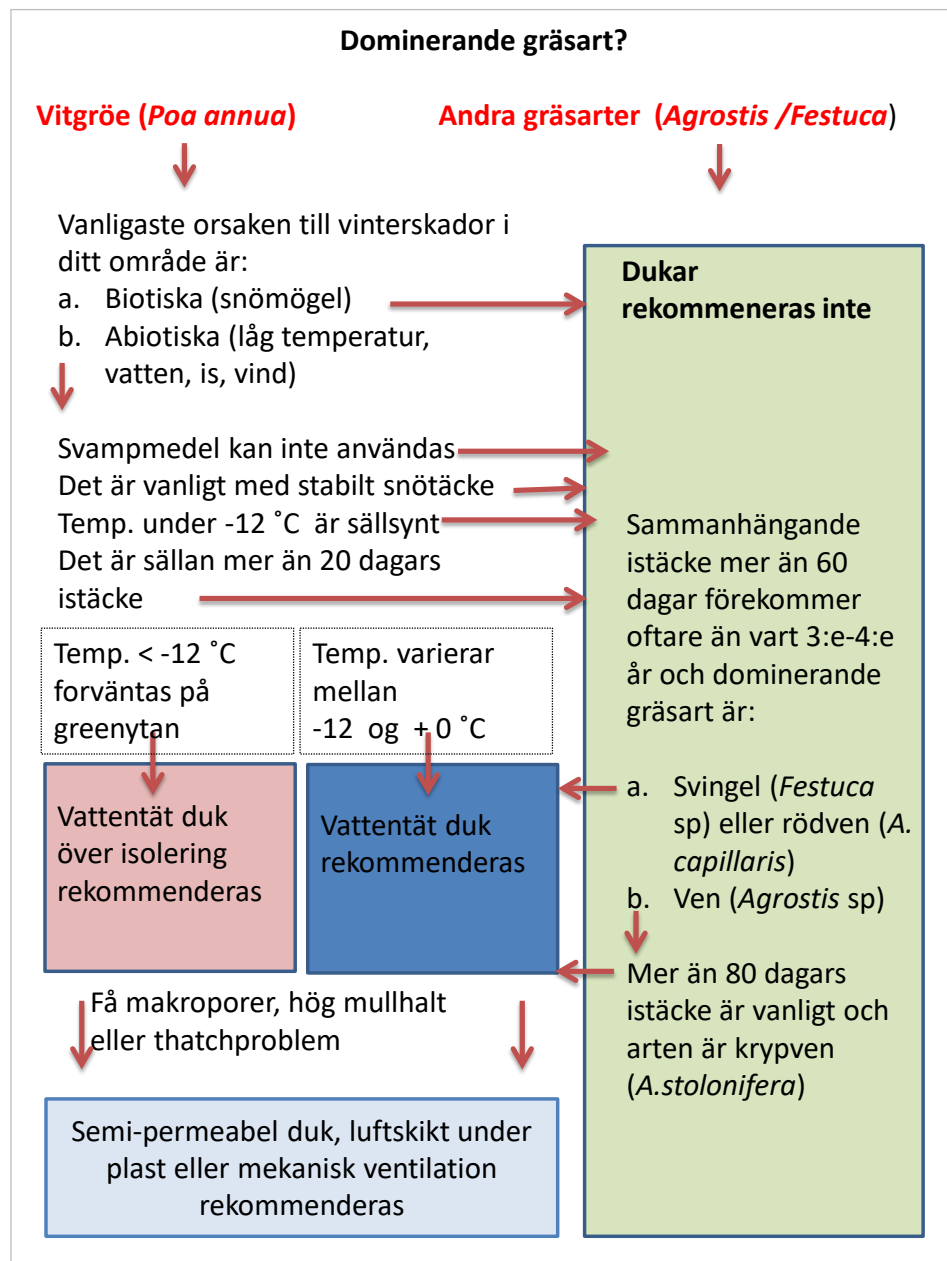 Dominerande gräsart?
Vitgröe (Poa annua)
Andra gräsarter (Agrostis /Festuca)
Vanligaste orsaken till vinterskador i
ditt område är:
a. Biotiska (snömögel)
b. Abiotiska (låg temperatur,
vatten, is, vind)
Svampmedel kan inte användas
Det är vanligt med stabilt snötäcke
Temp. under -12 ˚C är sällsynt
Det är sällan mer än 20 dagars
istäcke
Temp. < -12 ˚C
forväntas på
greenytan
Temp. varierar
mellan
-12 og + 0 ˚C
Vattentät duk
över isolering
rekommenderas
Vattentät duk
rekommenderas
Få makroporer, hög mullhalt
eller thatchproblem
Semi-permeabel duk, luftskikt under
plast eller mekanisk ventilation
rekommenderas
Dukar
rekommeneras inte
Sammanhängande
istäcke mer än 60
dagar förekommer
oftare än vart 3:e-4:e
år och dominerande
gräsart är:
a. Svingel (Festuca
sp) eller rödven (A.
capillaris)
b. Ven (Agrostis sp)
Mer än 80 dagars
istäcke är vanligt och
arten är krypven
(A.stolonifera)